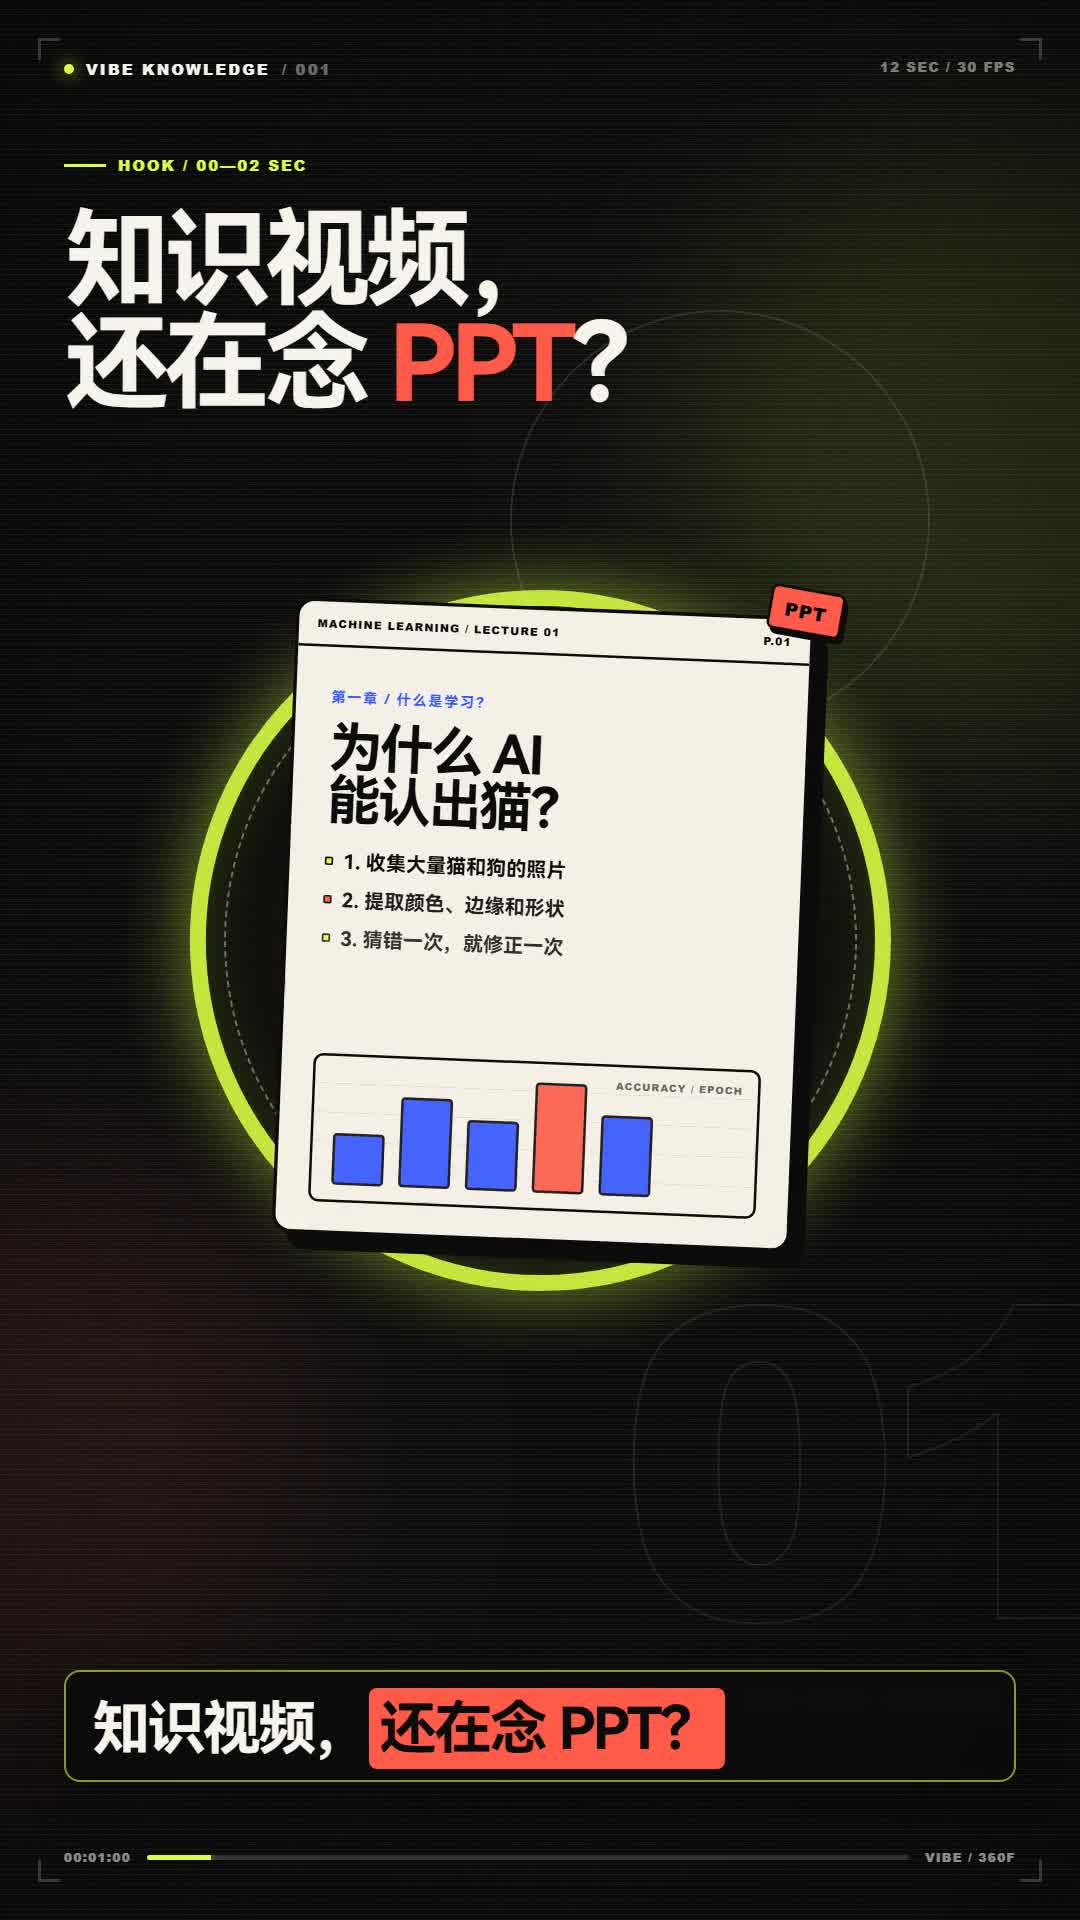 VIBE KNOWLEDGE / 001
12 SEC / 30 FPS
HOOK / 00—02 SEC
知识视频，
还在念 PPT？
PPT
MACHINE LEARNING / LECTURE 01
P.01
第一章 / 什么是学习？
为什么 AI
能认出猫？
1. 收集大量猫和狗的照片
2. 提取颜色、边缘和形状
3. 猜错一次，就修正一次
ACCURACY / EPOCH
01
知识视频， 还在念 PPT？
00:01:00
VIBE / 360F